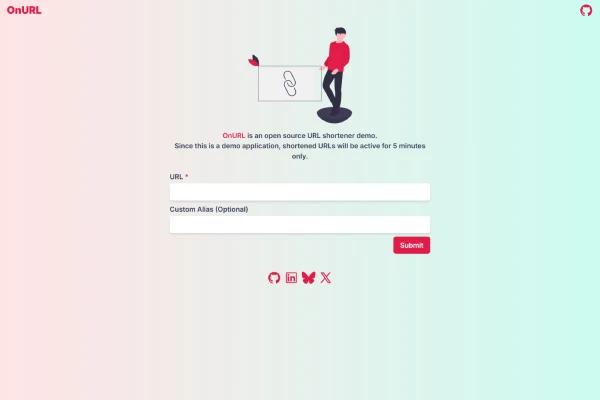 OnURL
OnURL is an open source URL shortener demo.
Since this is a demo application, shortened URLs will be active for 5 minutes
only.
URL *
Custom Alias (Optional)
Submit